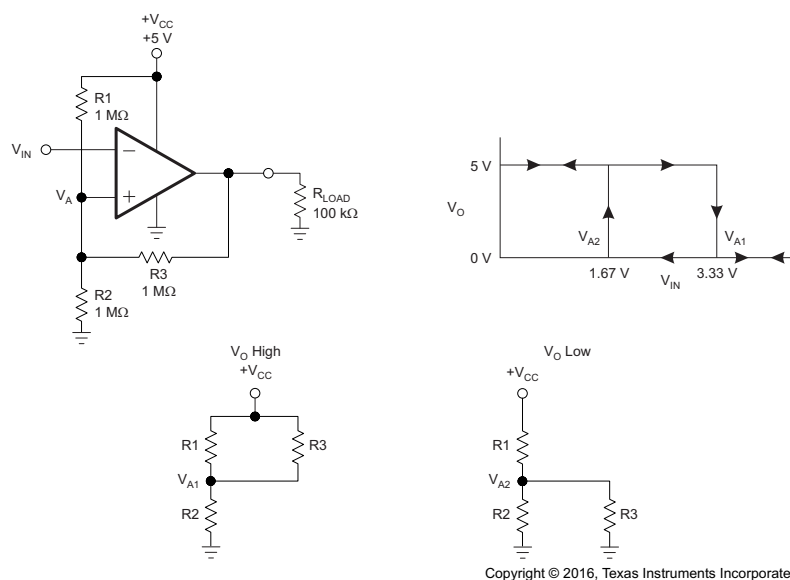 +VCC
+5 V
R1
1 MΩ
VIN
VA
RLOAD
100 kΩ
R3
1 MΩ
R2
1 MΩ
5 V
VO
VA2
VA1
0 V
1.67 V
VIN
3.33 V
VO High
+VCC
R1
R3
VA1
R2
VO Low
+VCC
R1
VA2
R2
R3
Copyright © 2016, Texas Instruments Incorporate